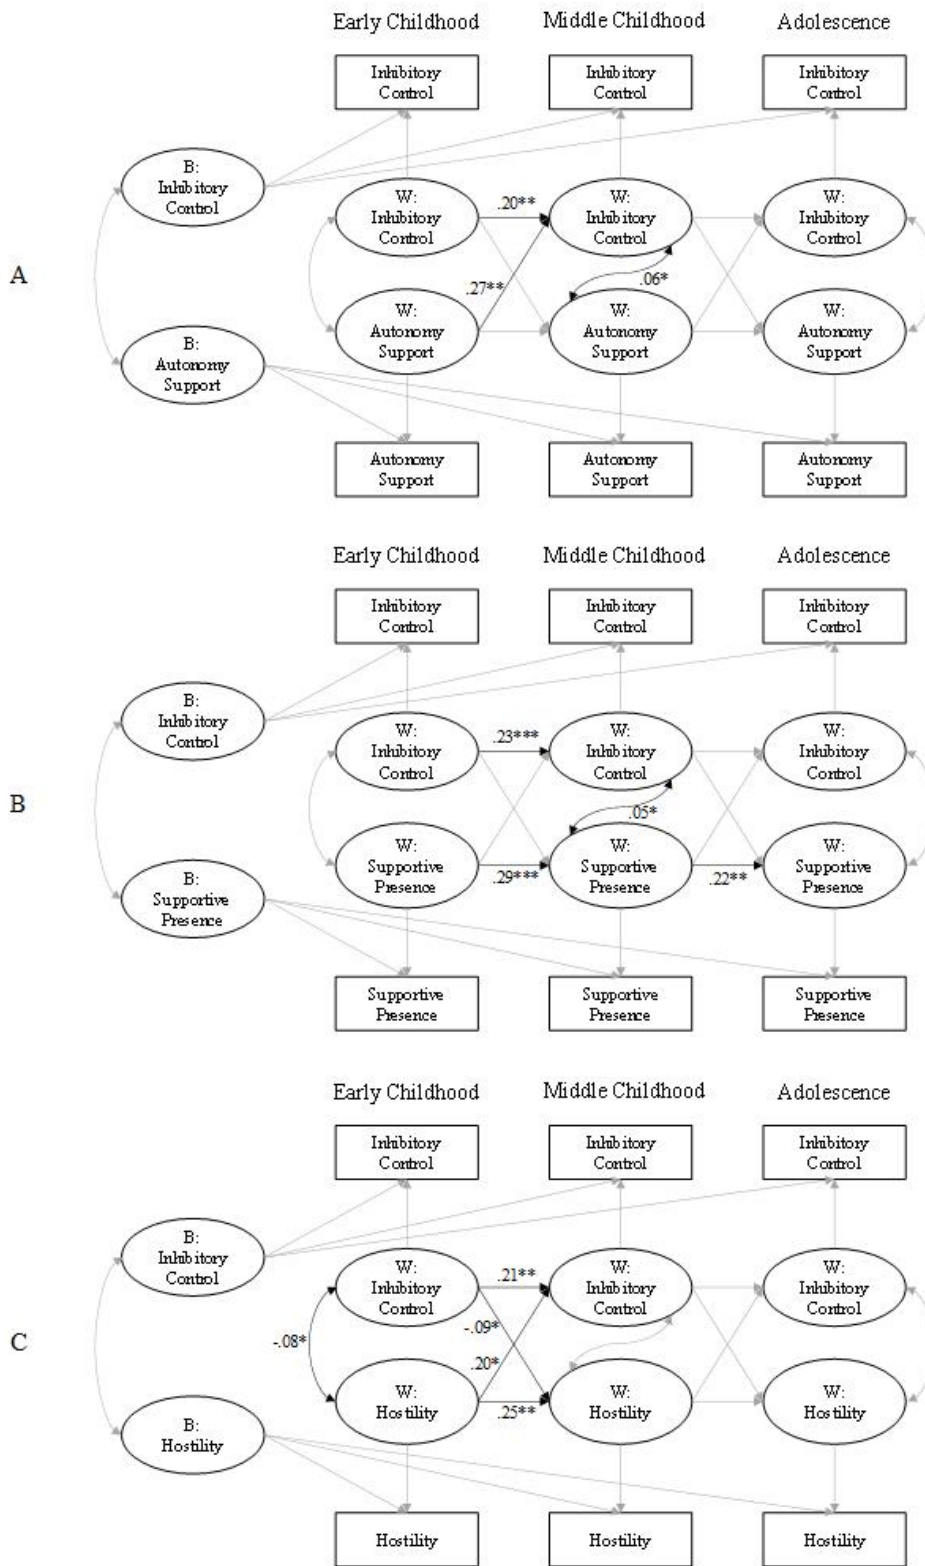 Early Childhood Middle Childhood Adolescence
Inhibitory Control
Inhibitory Control
Inhibitory Control
B: Inhibitory Control
W: Inhibitory Control
.20**
W: Inhibitory Control
W: Inhibitory Control
A
.27**
.06*
B: Autonomy Support
W: Autonomy Support
W: Autonomy Support
W: Autonomy Support
Autonomy Support
Autonomy Support
Autonomy Support
Early Childhood Middle Childhood Adolescence
Inhibitory Control
Inhibitory Control
Inhibitory Control
B: Inhibitory Control
W: Inhibitory Control
.23***
W: Inhibitory Control
W: Inhibitory Control
B
.05*
B: Supportive Presence
W: Supportive Presence
.29***
W: Supportive Presence
.22**
W: Supportive Presence
Supportive Presence
Supportive Presence
Supportive Presence
Early Childhood Middle Childhood Adolescence
Inhibitory Control
Inhibitory Control
Inhibitory Control
B: Inhibitory Control
W: Inhibitory Control
.21**
W: Inhibitory Control
W: Inhibitory Control
C
-.08*
-.09*
.20*
B: Hostility
W: Hostility
.25**
W: Hostility
W: Hostility
Hostility
Hostility
Hostility